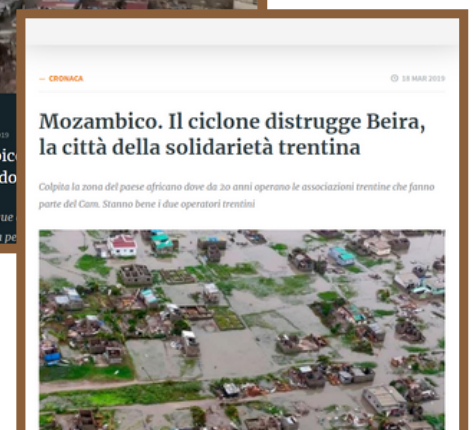 — CRONACA
18 MAR 2019
Mozambico. Il ciclone distrugge Beira,
la città della solidarietà trentina
Colpita la zona del paese africano dove da 20 anni operano le associazioni trentine che fanno
parte del Cam. Stanno bene i due operatori trentini